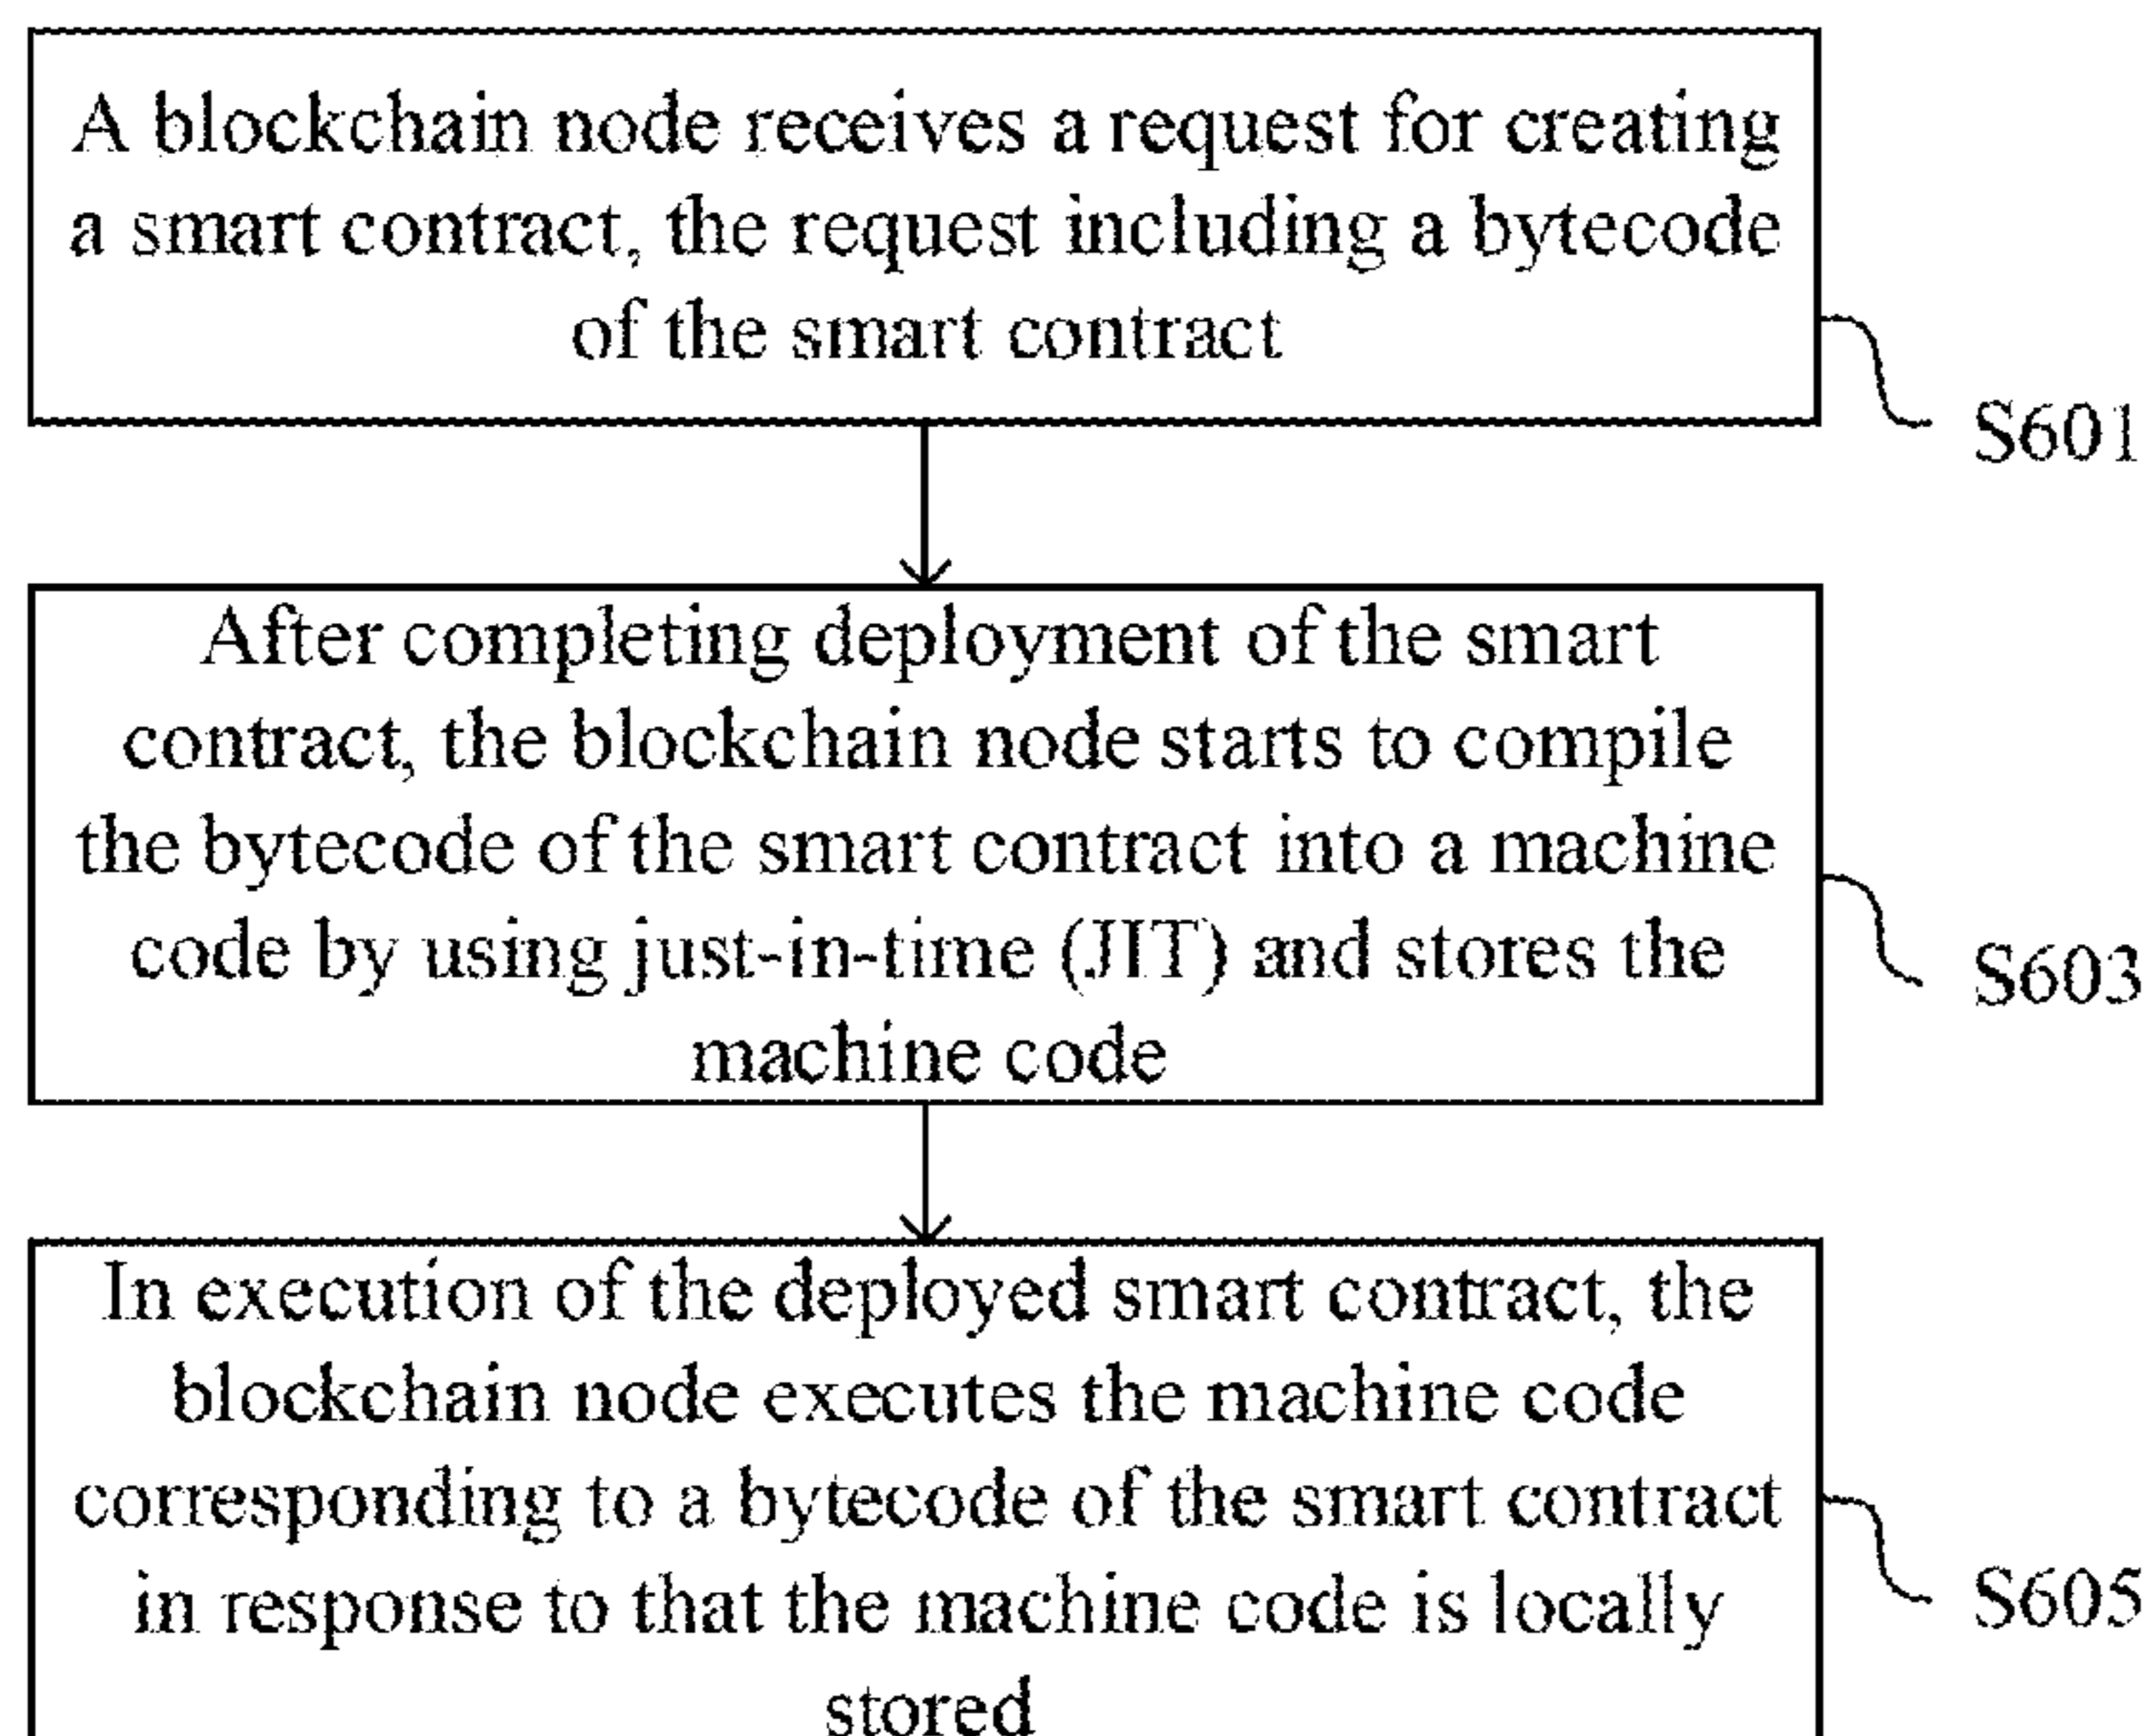 A blockchain node receives a request for creating
a smart contract, the request including a bytecode
of the smart contract
S601
After completing deployment of the smart
contract, the blockchain node starts to compile
the bytecode of the smart contract into a machine
code by using just-in-time (JIT) and stores the
machine code
S603
In execution of the deployed smart contract, the
blockchain node executes the machine code
corresponding to a bytecode of the smart contract
in response to that the machine code is locally
stored
S605